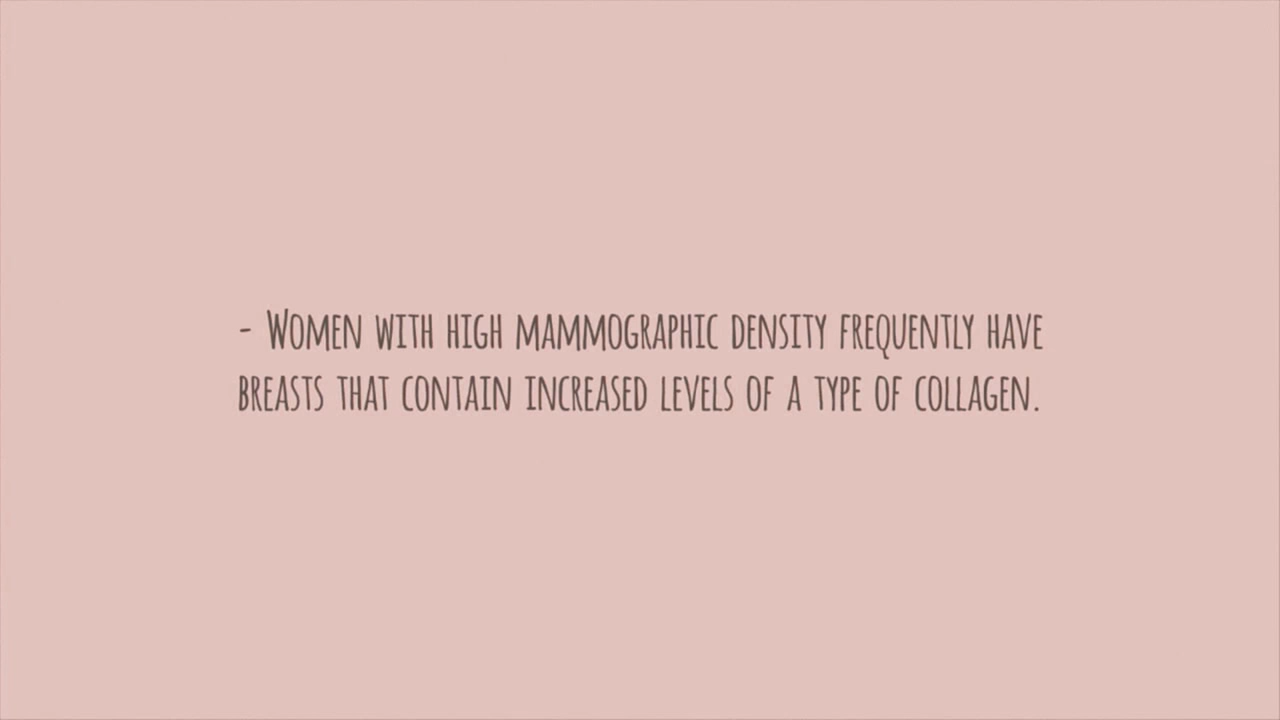 - Women with high mammographic density frequently have
breasts that contain increased levels of a type of collagen.